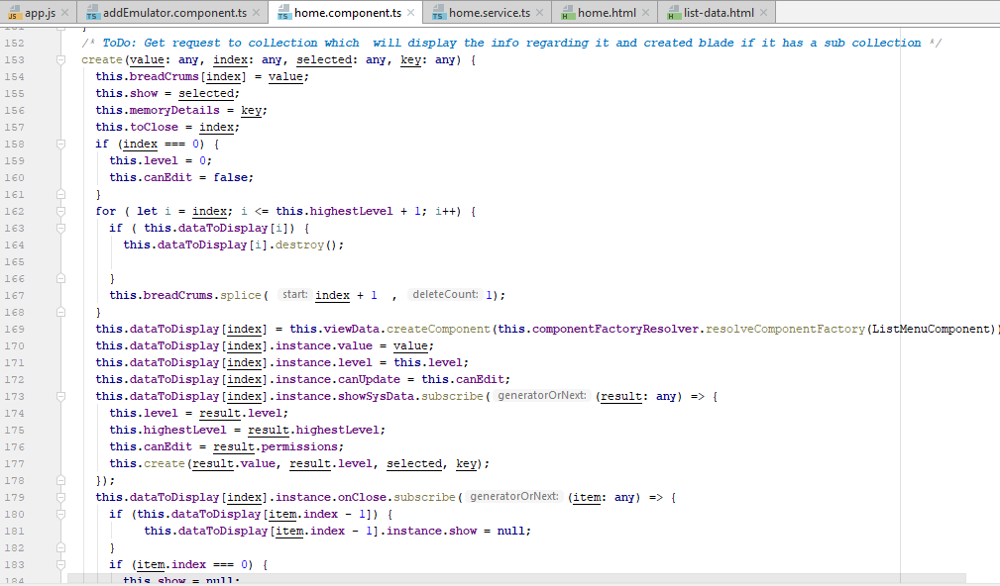 app.js addEmulator.component.ts home.component.ts home.service.ts home.html list-data.html
152 /* ToDo: Get request to collection which  will display the info regarding it and created blade if it has a sub collection */
153 create(value: any, index: any, selected: any, key: any) {
154 this.breadCrums[index] = value;
155 this.show = selected;
156 this.memoryDetails = key;
157 this.toClose = index;
158 if (index === 0) {
159 this.level = 0;
160 this.canEdit = false;
161 }
162 for ( let i = index; i <= this.highestLevel + 1; i++) {
163 if ( this.dataToDisplay[i]) {
164 this.dataToDisplay[i].destroy();
165
166 }
167 this.breadCrums.splice( start: index + 1  , deleteCount: 1);
168 }
169 this.dataToDisplay[index] = this.viewData.createComponent(this.componentFactoryResolver.resolveComponentFactory(ListMenuComponent))
170 this.dataToDisplay[index].instance.value = value;
171 this.dataToDisplay[index].instance.level = this.level;
172 this.dataToDisplay[index].instance.canUpdate = this.canEdit;
173 this.dataToDisplay[index].instance.showSysData.subscribe( generatorOrNext: (result: any) => {
174 this.level = result.level;
175 this.highestLevel = result.highestLevel;
176 this.canEdit = result.permissions;
177 this.create(result.value, result.level, selected, key);
178 });
179 this.dataToDisplay[index].instance.onClose.subscribe( generatorOrNext: (item: any) => {
180 if (this.dataToDisplay[item.index - 1]) {
181 this.dataToDisplay[item.index - 1].instance.show = null;
182 }
183 if (item.index === 0) {
184 this.show = null;